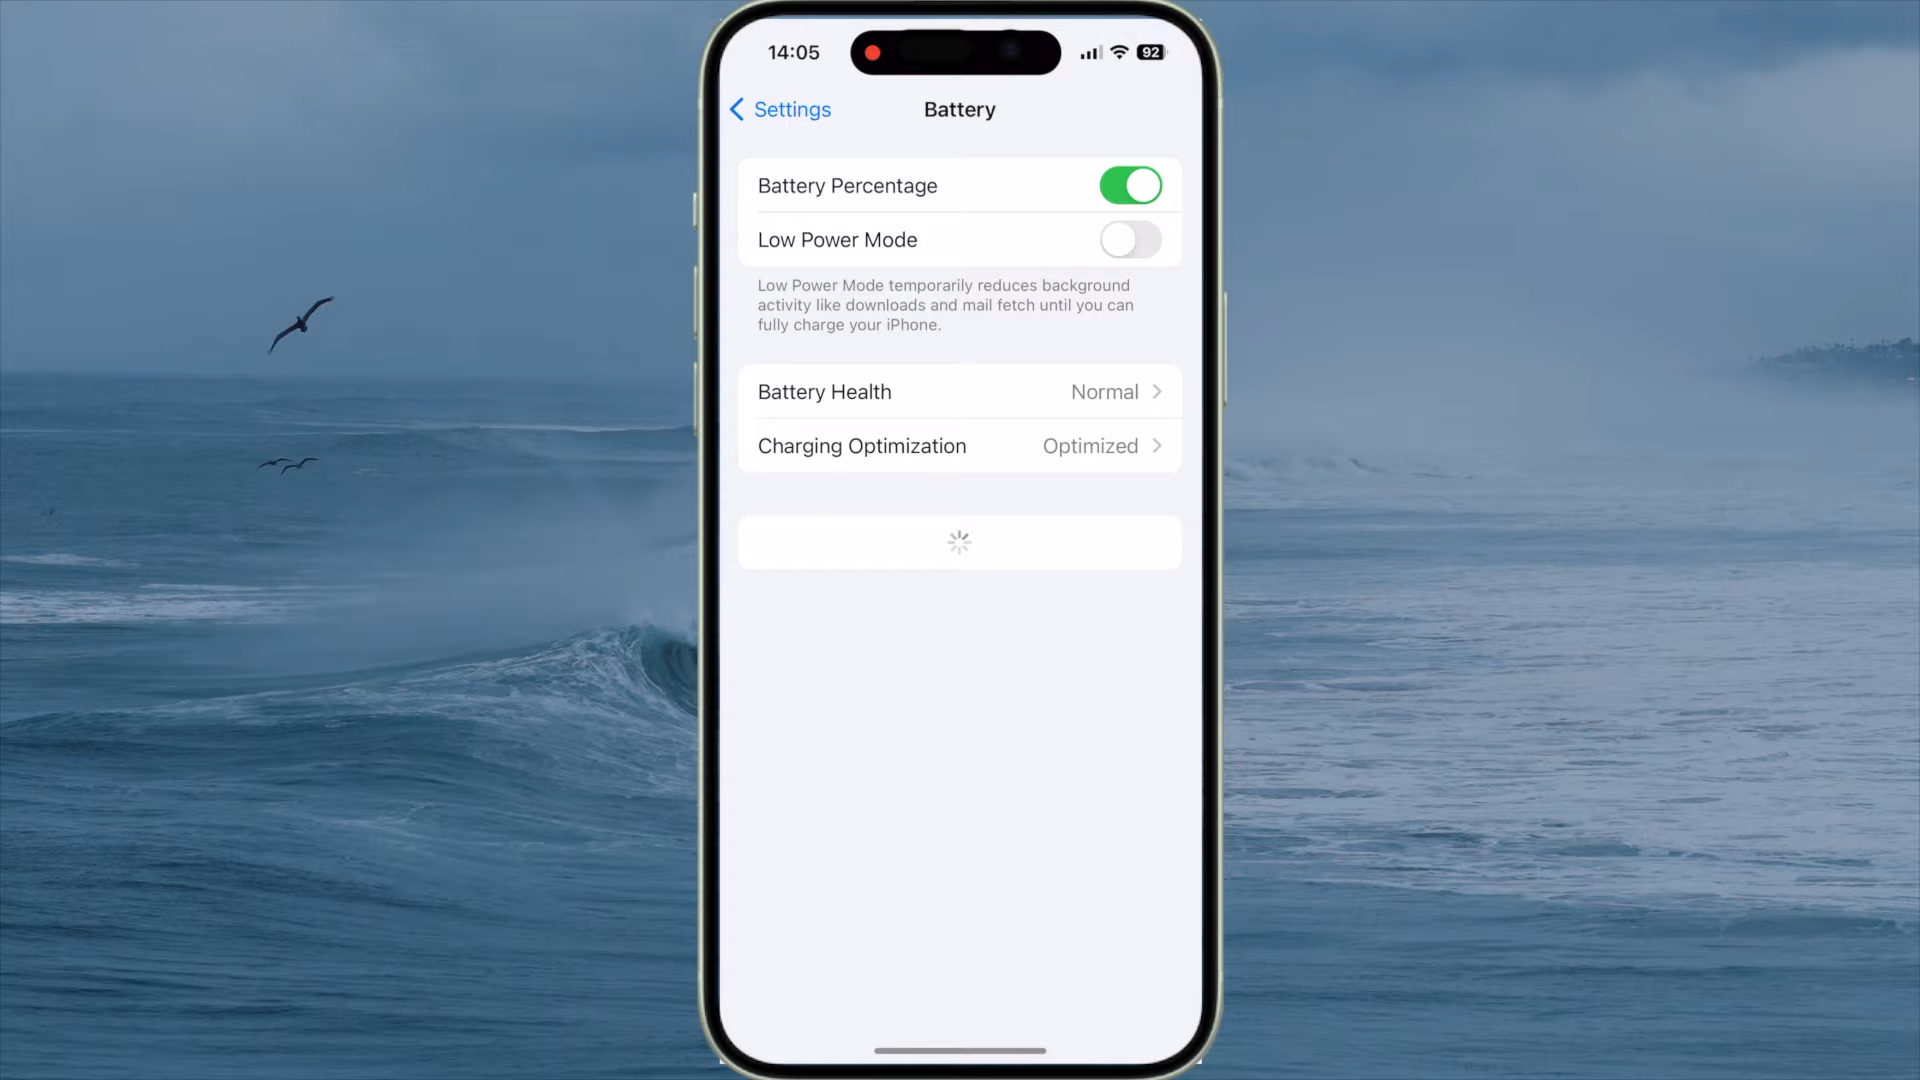 14:05
92
Settings
Battery
Battery Percentage
Low Power Mode
Low Power Mode temporarily reduces background
activity like downloads and mail fetch until you can
fully charge your iPhone.
Battery Health Normal
Charging Optimization Optimized